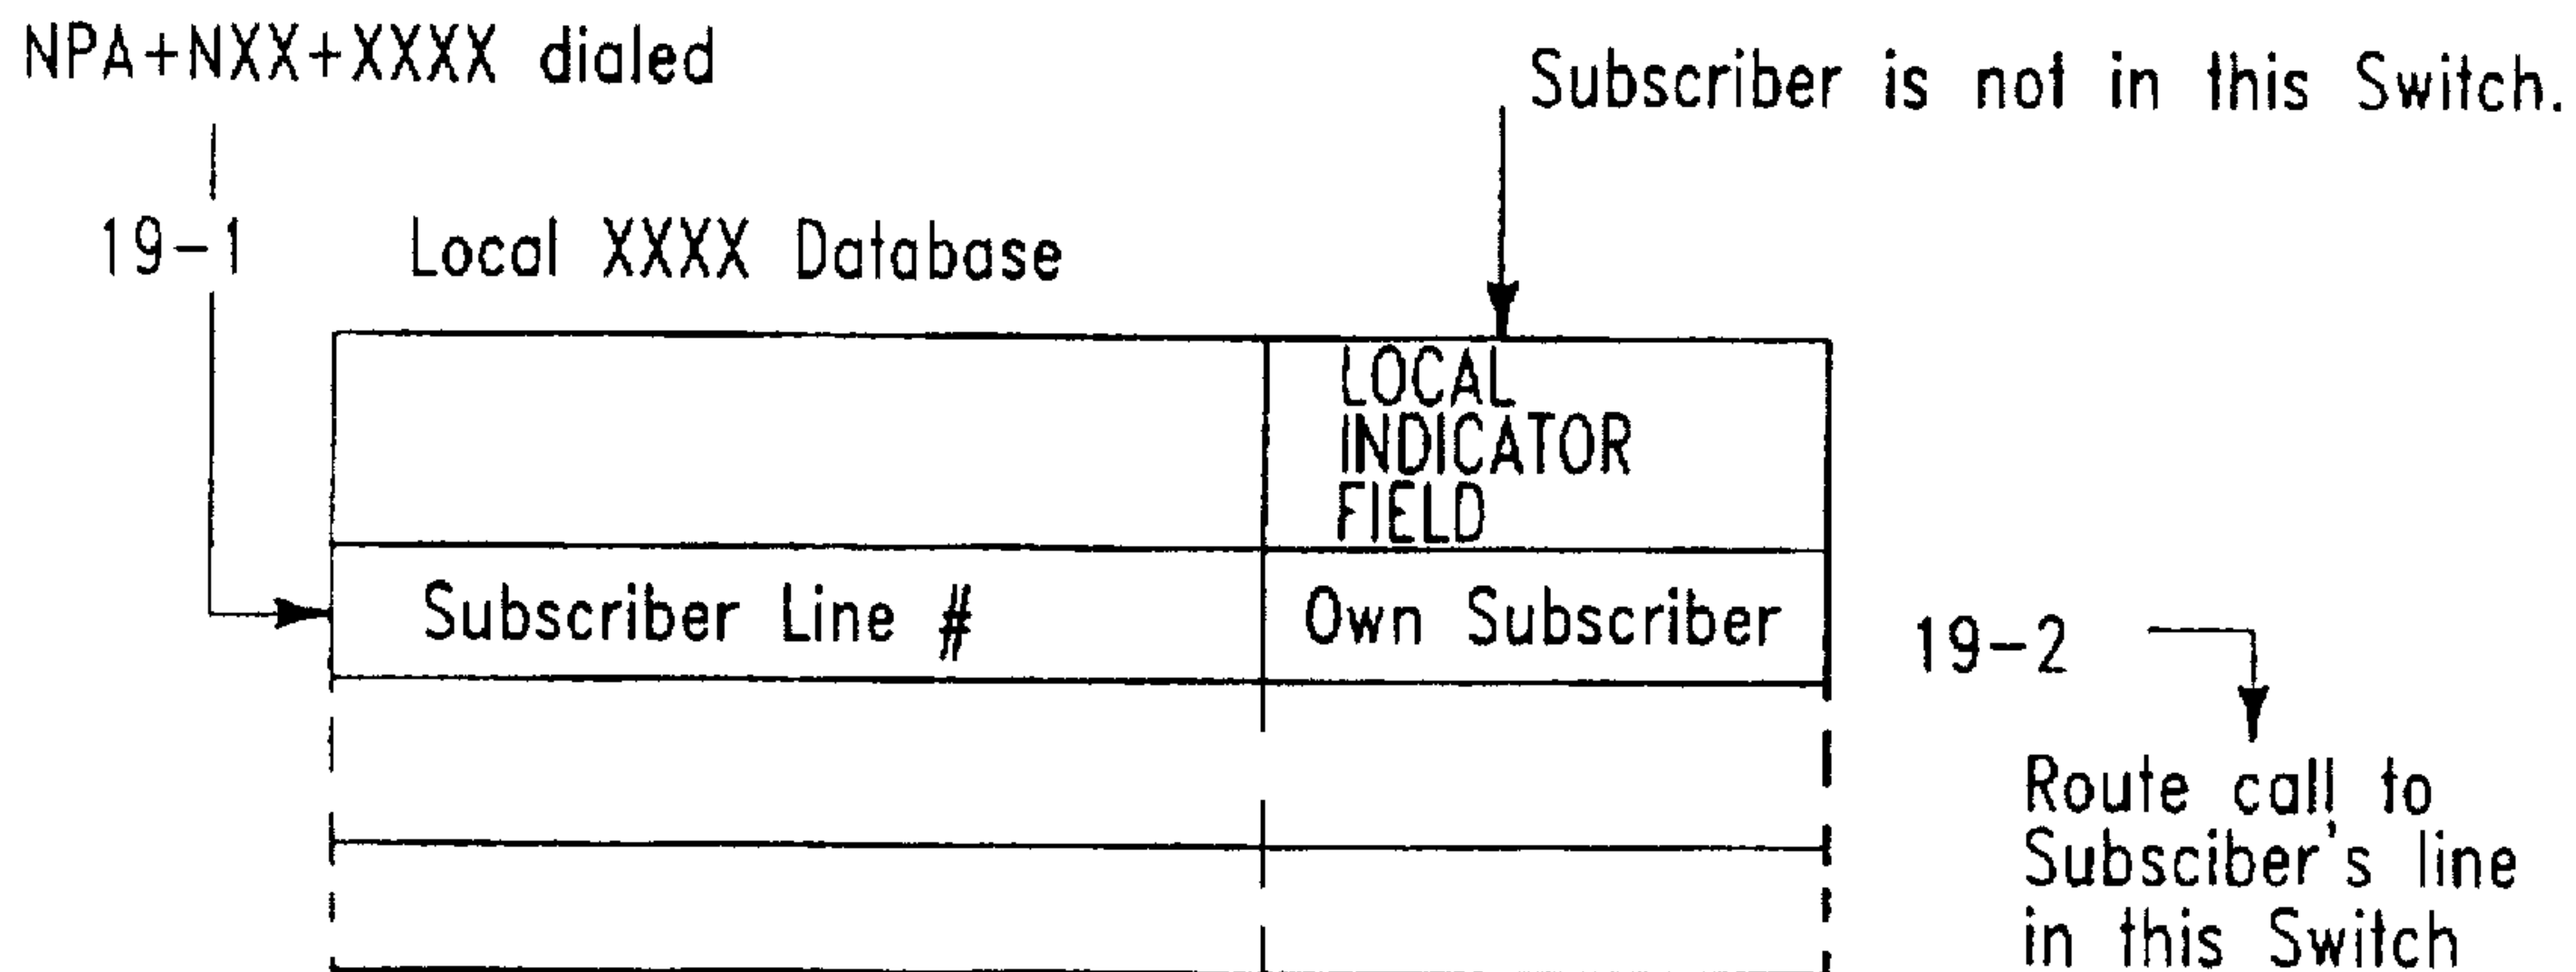 NPA+NXX+XXXX dialed
Subscriber is not in this Switch.
19-1
Local XXXX Database
LOCAL
INDICATOR
FIELD
Subscriber Line #
Own Subscriber
19-2
Route call to
Subsciber's line
in this Switch